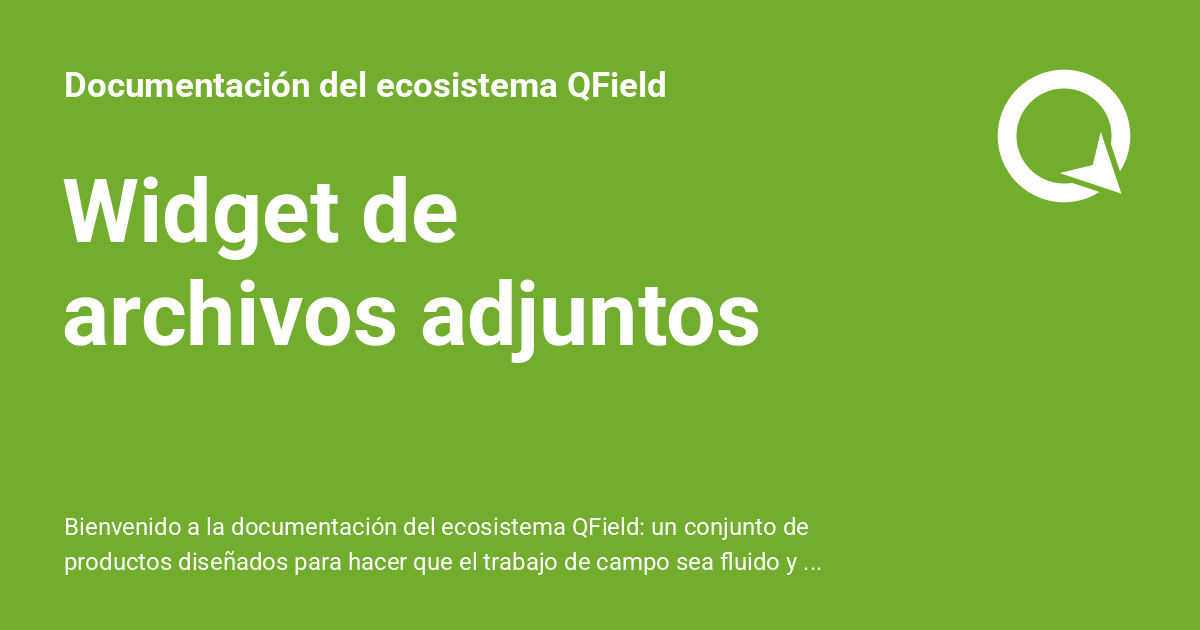 Documentación del ecosistema QField
Widget de
archivos adjuntos
Bienvenido a la documentación del ecosistema QField: un conjunto de
productos diseñados para hacer que el trabajo de campo sea fluido y ...